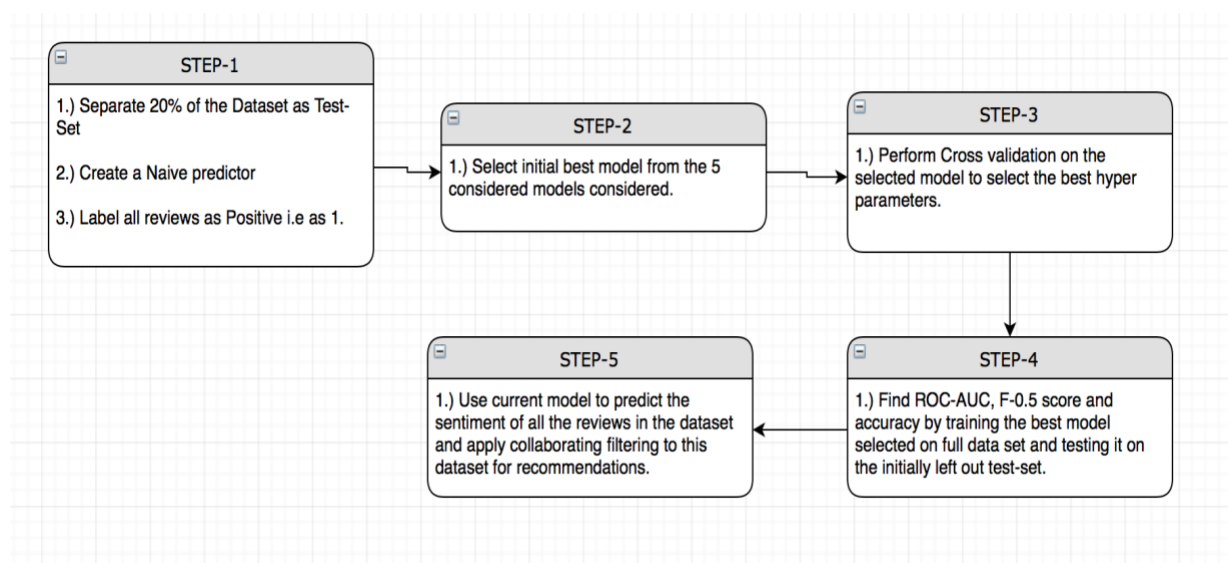 STEP-1
1.) Separate 20% of the Dataset as Test-
Set
2.) Create a Naive predictor
3.) Label all reviews as Positive i.e as 1.
STEP-2
1.) Select initial best model from the 5
considered models considered.
STEP-3
1.) Perform Cross validation on the
selected model to select the best hyper
parameters.
STEP-4
1.) Find ROC-AUC, F-0.5 score and
accuracy by training the best model
selected on full data set and testing it on
the initially left out test-set.
STEP-5
1.) Use current model to predict the
sentiment of all the reviews in the dataset
and apply collaborating filtering to this
dataset for recommendations.